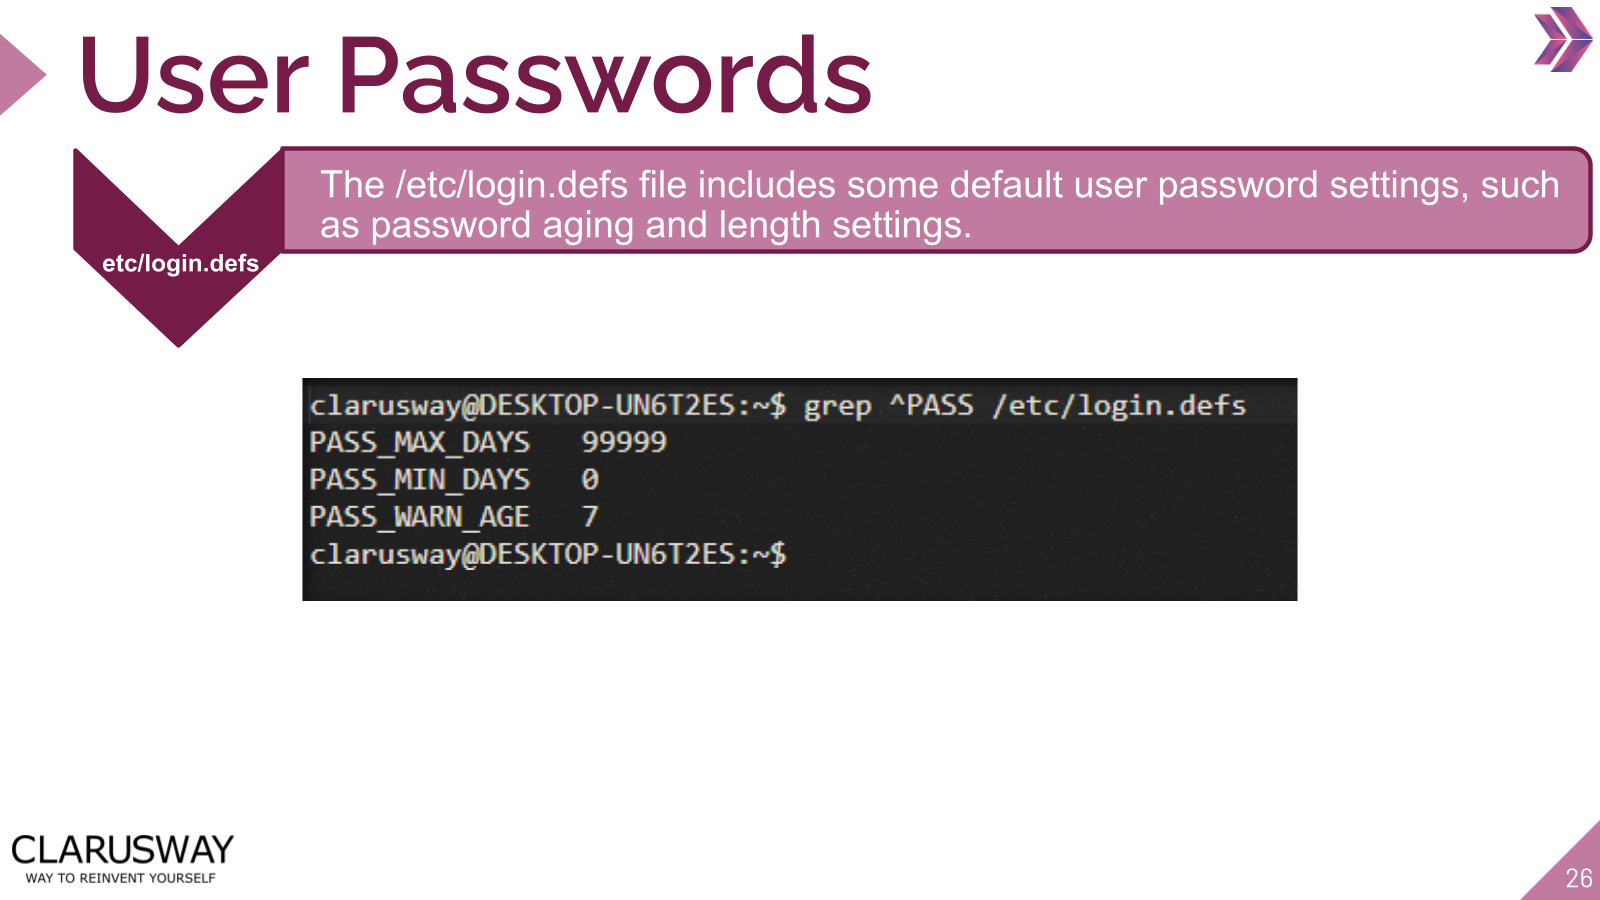 User Passwords
The /etc/login.defs file includes some default user password settings, such
as password aging and length settings.
etc/login.defs
clarusway@DESKTOP-UN6T2ES:~$ grep ^PASS /etc/login.defs
PASS_MAX_DAYS   99999
PASS_MIN_DAYS   0
PASS_WARN_AGE   7
clarusway@DESKTOP-UN6T2ES:~$
CLARUSWAY
WAY TO REINVENT YOURSELF
26